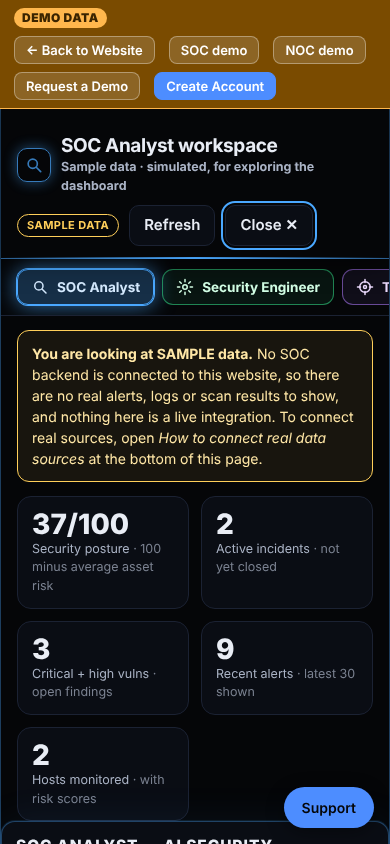 DEMO DATA
← Back to Website
SOC demo
NOC demo
Request a Demo
Create Account
SOC Analyst workspace
Sample data · simulated, for exploring the
dashboard
SAMPLE DATA
Refresh
Close ✕
SOC Analyst
Security Engineer
T
You are looking at SAMPLE data. No SOC
backend is connected to this website, so there
are no real alerts, logs or scan results to show,
and nothing here is a live integration. To connect
real sources, open How to connect real data
sources at the bottom of this page.
37/100
Security posture · 100
minus average asset
risk
2
Active incidents · not
yet closed
3
Critical + high vulns ·
open findings
9
Recent alerts · latest 30
shown
2
Hosts monitored · with
risk scores
Support